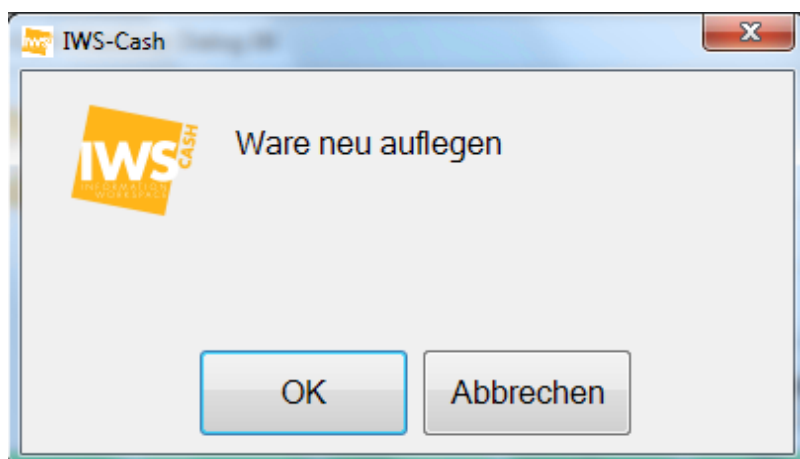 IWS-Cash
IWS CASH
INFORMATION
WORKSPACE
Ware neu auflegen
OK
Abbrechen